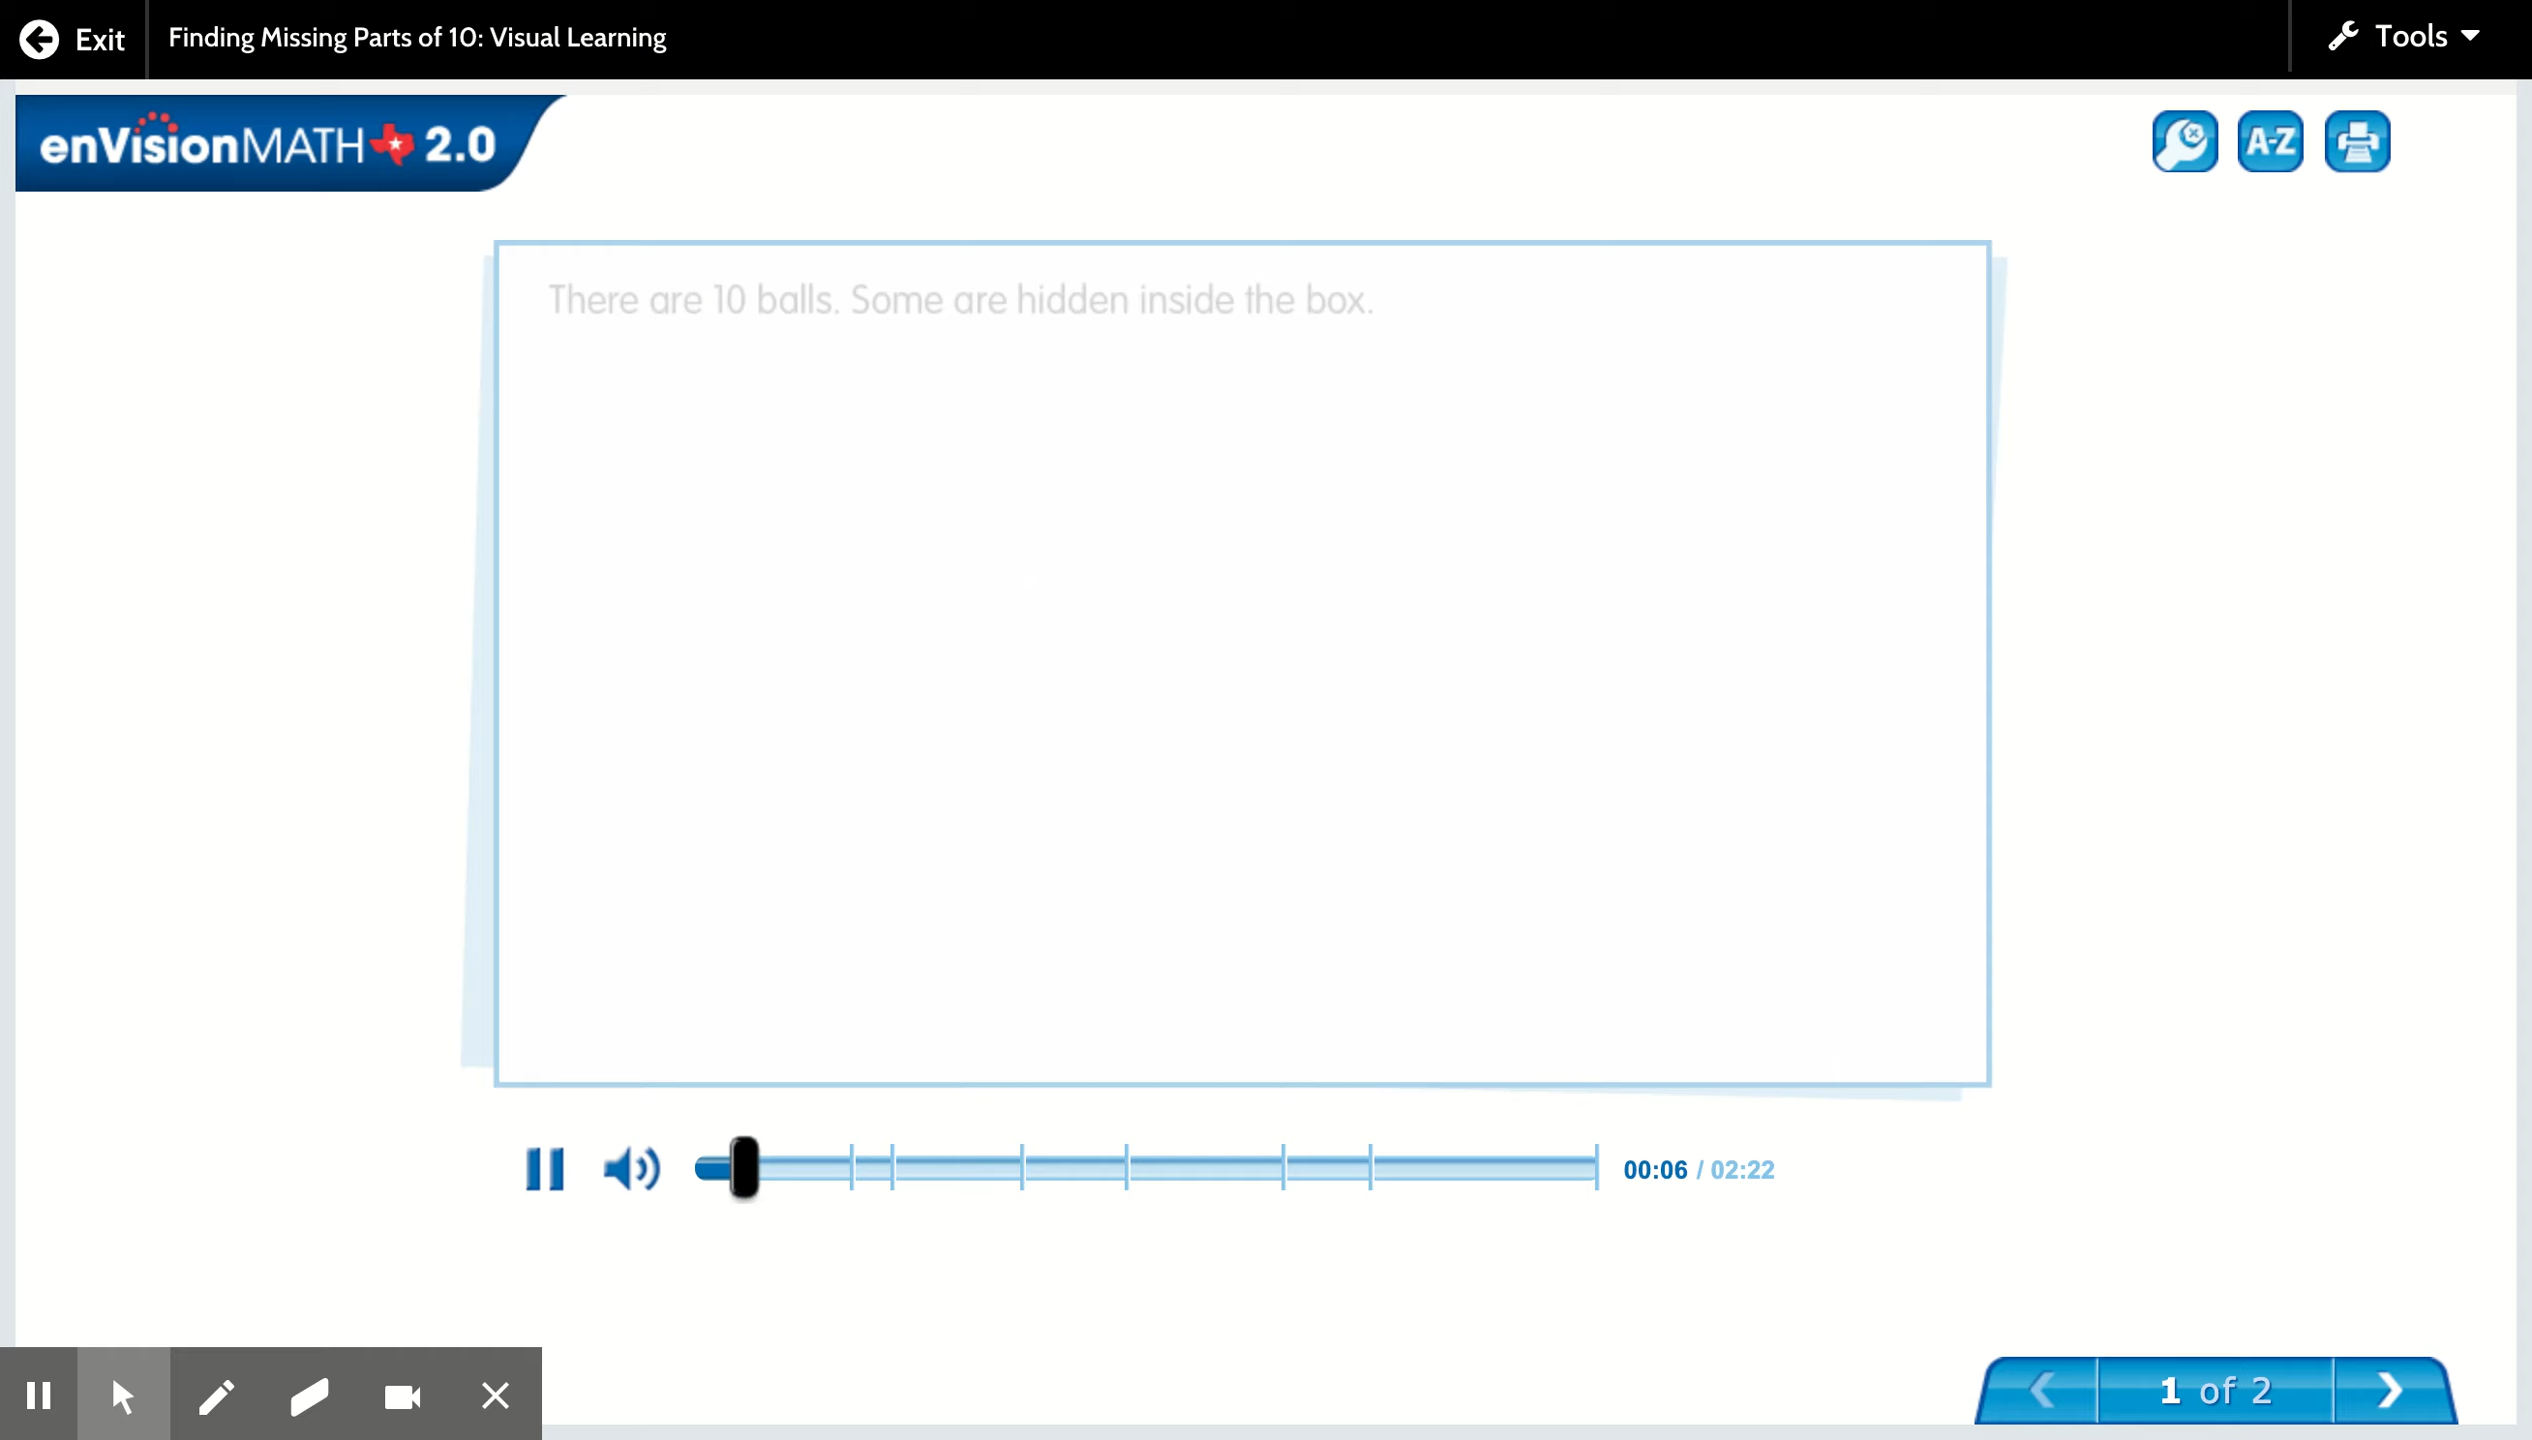 Exit
Finding Missing Parts of 10: Visual Learning
Tools
enVisionMATH 2.0
A-Z
There are 10 balls. Some are hidden inside the box.
00:06 / 02:22
1 of 2